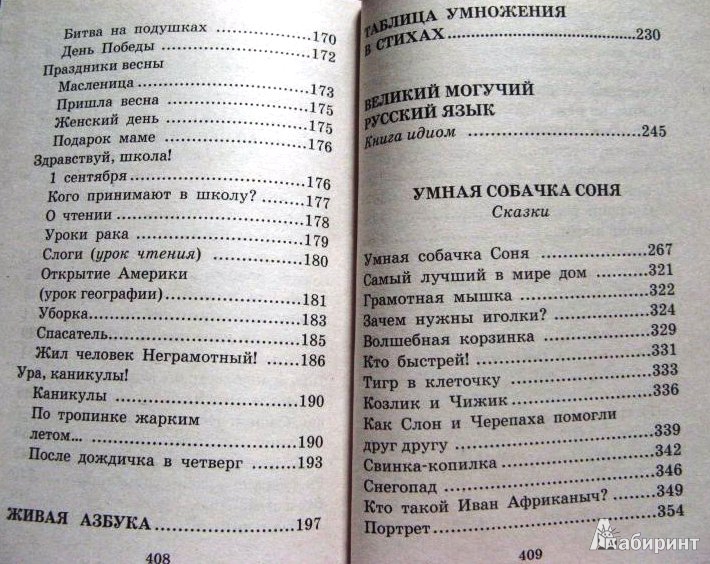 Битва на подушках ........................ 170
День Победы ........................ 172
Праздники весны
Масленица ........................ 173
Пришла весна ........................ 175
Женский день ........................ 175
Подарок маме ........................ 176
Здравствуй, школа!
1 сентября ........................ 176
Кого принимают в школу? ........................ 177
О чтении ........................ 178
Уроки рака ........................ 179
Слоги (урок чтения) ........................ 180
Открытие Америки
(урок географии) ........................ 181
Уборка ........................ 183
Спасатель ........................ 185
Жил человек Неграмотный! ........................ 186
Ура, каникулы!
Каникулы ........................ 190
По тропинке жарким
летом... ........................ 190
После дождичка в четверг ........................ 193
ЖИВАЯ АЗБУКА ........................ 197
408
ТАБЛИЦА УМНОЖЕНИЯ
В СТИХАХ ........................ 230
ВЕЛИКИЙ МОГУЧИЙ
РУССКИЙ ЯЗЫК
Книга идиом ........................ 245
УМНАЯ СОБАЧКА СОНЯ
Сказки
Умная собачка Соня ........................ 267
Самый лучший в мире дом ........................ 321
Грамотная мышка ........................ 322
Зачем нужны иголки? ........................ 324
Волшебная корзинка ........................ 329
Кто быстрей! ........................ 331
Тигр в клеточку ........................ 333
Козлик и Чижик ........................ 336
Как Слон и Черепаха помогли
друг другу ........................ 339
Свинка-копилка ........................ 342
Снегопад ........................ 346
Кто такой Иван Африканыч? ........................ 349
Портрет ........................ 354
409
Лабиринт